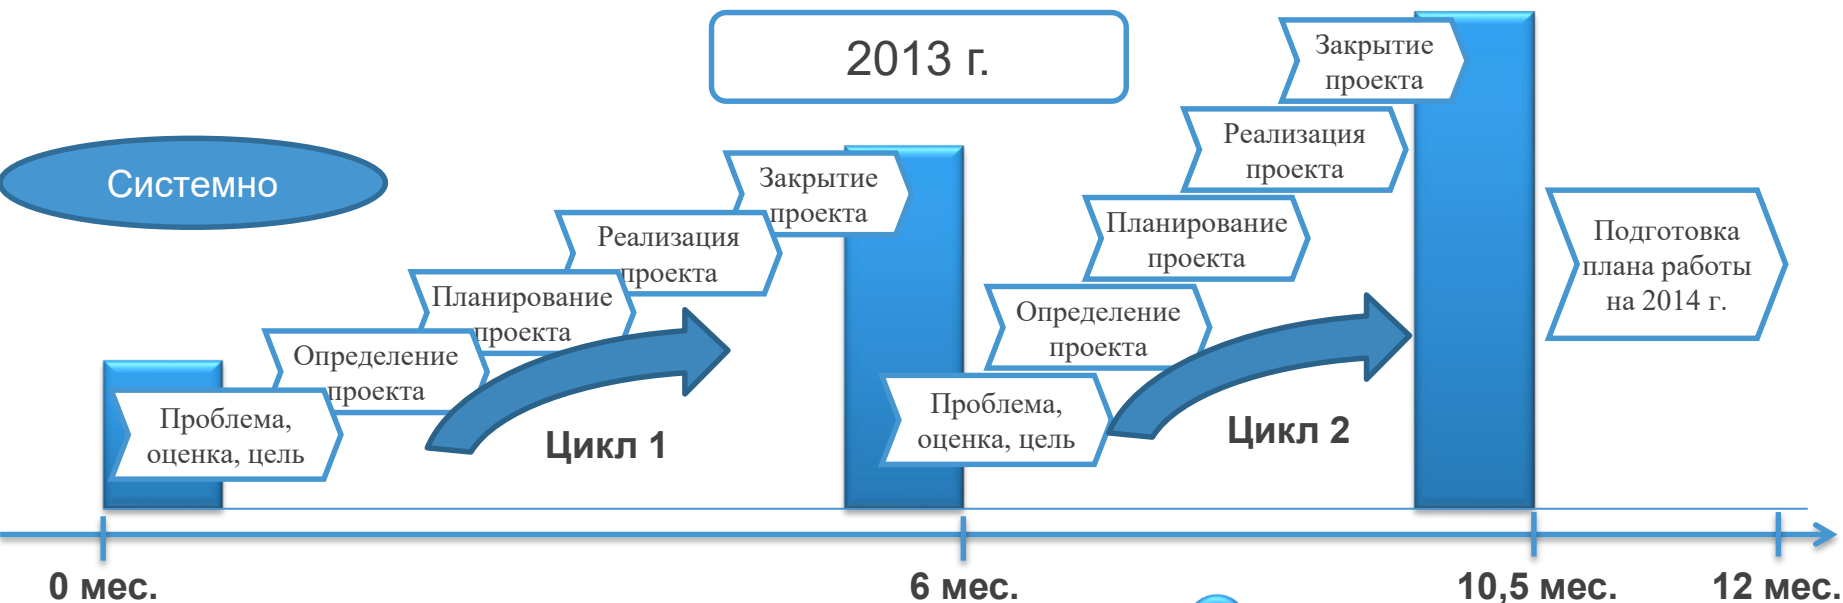 2013 г.
Системно
Проблема,
оценка, цель
Определение
проекта
Планирование
проекта
Реализация
проекта
Закрытие
проекта
Цикл 1
Проблема,
оценка, цель
Определение
проекта
Планирование
проекта
Реализация
проекта
Закрытие
проекта
Цикл 2
Подготовка
плана работы
на 2014 г.
0 мес.
6 мес.
10,5 мес.
12 мес.